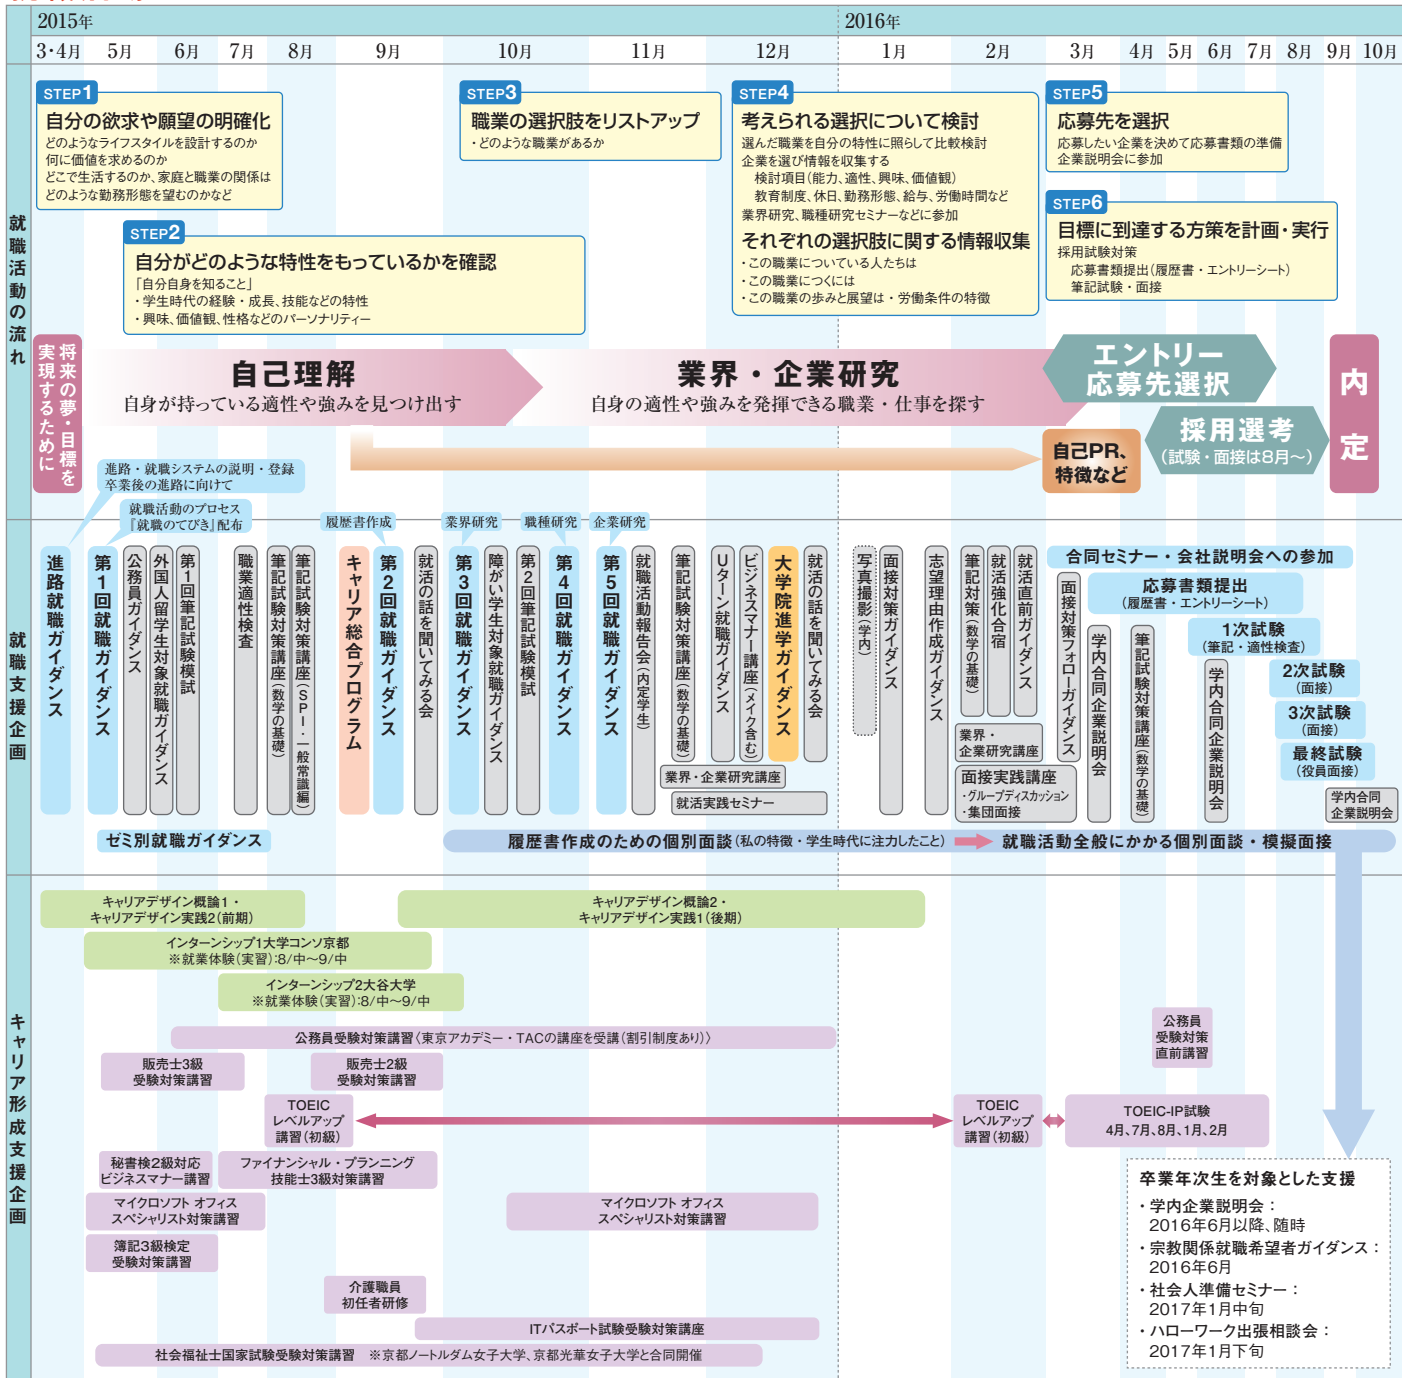 2015年
2016年
3・4月
5月
6月
7月
8月
9月
10月
11月
12月
1月
2月
3月
4月
5月
6月
7月
8月
9月
10月
就職活動の流れ
STEP1
自分の欲求や願望の明確化
どのようなライフスタイルを設計するのか
何に価値を求めるのか
どこで生活するのか、家庭と職業の関係は
どのような勤務形態を望むのかなど
STEP2
自分がどのような特性をもっているかを確認
「自分自身を知ること」
・学生時代の経験・成長、技能などの特性
・興味、価値観、性格などのパーソナリティー
STEP3
職業の選択肢をリストアップ
・どのような職業があるか
STEP4
考えられる選択について検討
選んだ職業を自分の特性に照らして比較検討
企業を選び情報を収集する
検討項目(能力、適性、興味、価値観)
教育制度、休日、勤務形態、給与、労働時間など
業界研究、職種研究セミナーなどに参加
それぞれの選択肢に関する情報収集
・この職業についている人たちは
・この職業につくには
・この職業の歩みと展望は・労働条件の特徴
STEP5
応募先を選択
応募したい企業を決めて応募書類の準備
企業説明会に参加
STEP6
目標に到達する方策を計画・実行
採用試験対策
応募書類提出(履歴書・エントリーシート)
筆記試験・面接
将来の夢・目標を
実現するために
自己理解
自身が持っている適性や強みを見つけ出す
業界・企業研究
自身の適性や強みを発揮できる職業・仕事を探す
エントリー
応募先選択
採用選考
(試験・面接は8月〜)
自己PR、
特徴など
内定
就職支援企画
進路・就職システムの説明・登録
卒業後の進路に向けて
就職活動のプロセス
『就職のてびき』配布
履歴書作成
業界研究
職種研究
企業研究
進路就職ガイダンス
第1回就職ガイダンス
公務員ガイダンス
外国人留学生対象就職ガイダンス
第1回筆記試験模試
職業適性検査
筆記試験対策講座(数学の基礎)
筆記試験対策講座(SPI・一般常識編)
キャリア総合プログラム
第2回就職ガイダンス
就活の話を聞いてみる会
第3回就職ガイダンス
障がい学生対象就職ガイダンス
第2回筆記試験模試
第4回就職ガイダンス
第5回就職ガイダンス
就職活動報告会(内定学生)
筆記試験対策講座(数学の基礎)
Uターン就職ガイダンス
ビジネスマナー講座(メイク含む)
大学院進学ガイダンス
就活の話を聞いてみる会
業界・企業研究講座
就活実践セミナー
写真撮影(学内)
面接対策ガイダンス
志望理由作成ガイダンス
筆記対策(数学の基礎)
就活強化合宿
就活直前ガイダンス
業界・
企業研究講座
面接実践講座
・グループディスカッション
・集団面接
合同セミナー・会社説明会への参加
面接対策フォローガイダンス
応募書類提出
(履歴書・エントリーシート)
学内合同企業説明会
筆記試験対策講座(数学の基礎)
1次試験
(筆記・適性検査)
学内合同企業説明会
2次試験
(面接)
3次試験
(面接)
最終試験
(役員面接)
学内合同
企業説明会
ゼミ別就職ガイダンス
履歴書作成のための個別面談(私の特徴・学生時代に注力したこと)
就職活動全般にかかる個別面談・模擬面接
キャリア形成支援企画
キャリアデザイン概論1・
キャリアデザイン実践2(前期)
キャリアデザイン概論2・
キャリアデザイン実践1(後期)
インターンシップ1大学コンソ京都
※就業体験(実習):8/中〜9/中
インターンシップ2大谷大学
※就業体験(実習):8/中〜9/中
公務員受験対策講習〈東京アカデミー・TACの講座を受講(割引制度あり)〉
公務員
受験対策
直前講習
販売士3級
受験対策講習
販売士2級
受験対策講習
TOEIC
レベルアップ
講習(初級)
TOEIC
レベルアップ
講習(初級)
TOEIC-IP試験
4月、7月、8月、1月、2月
秘書検2級対応
ビジネスマナー講習
ファイナンシャル・プランニング
技能士3級対策講習
マイクロソフト オフィス
スペシャリスト対策講習
マイクロソフト オフィス
スペシャリスト対策講習
簿記3級検定
受験対策講習
介護職員
初任者研修
ITパスポート試験受験対策講座
社会福祉士国家試験受験対策講習 ※京都ノートルダム女子大学、京都光華女子大学と合同開催
卒業年次生を対象とした支援
・学内企業説明会：
2016年6月以降、随時
・宗教関係就職希望者ガイダンス：
2016年6月
・社会人準備セミナー：
2017年1月中旬
・ハローワーク出張相談会：
2017年1月下旬